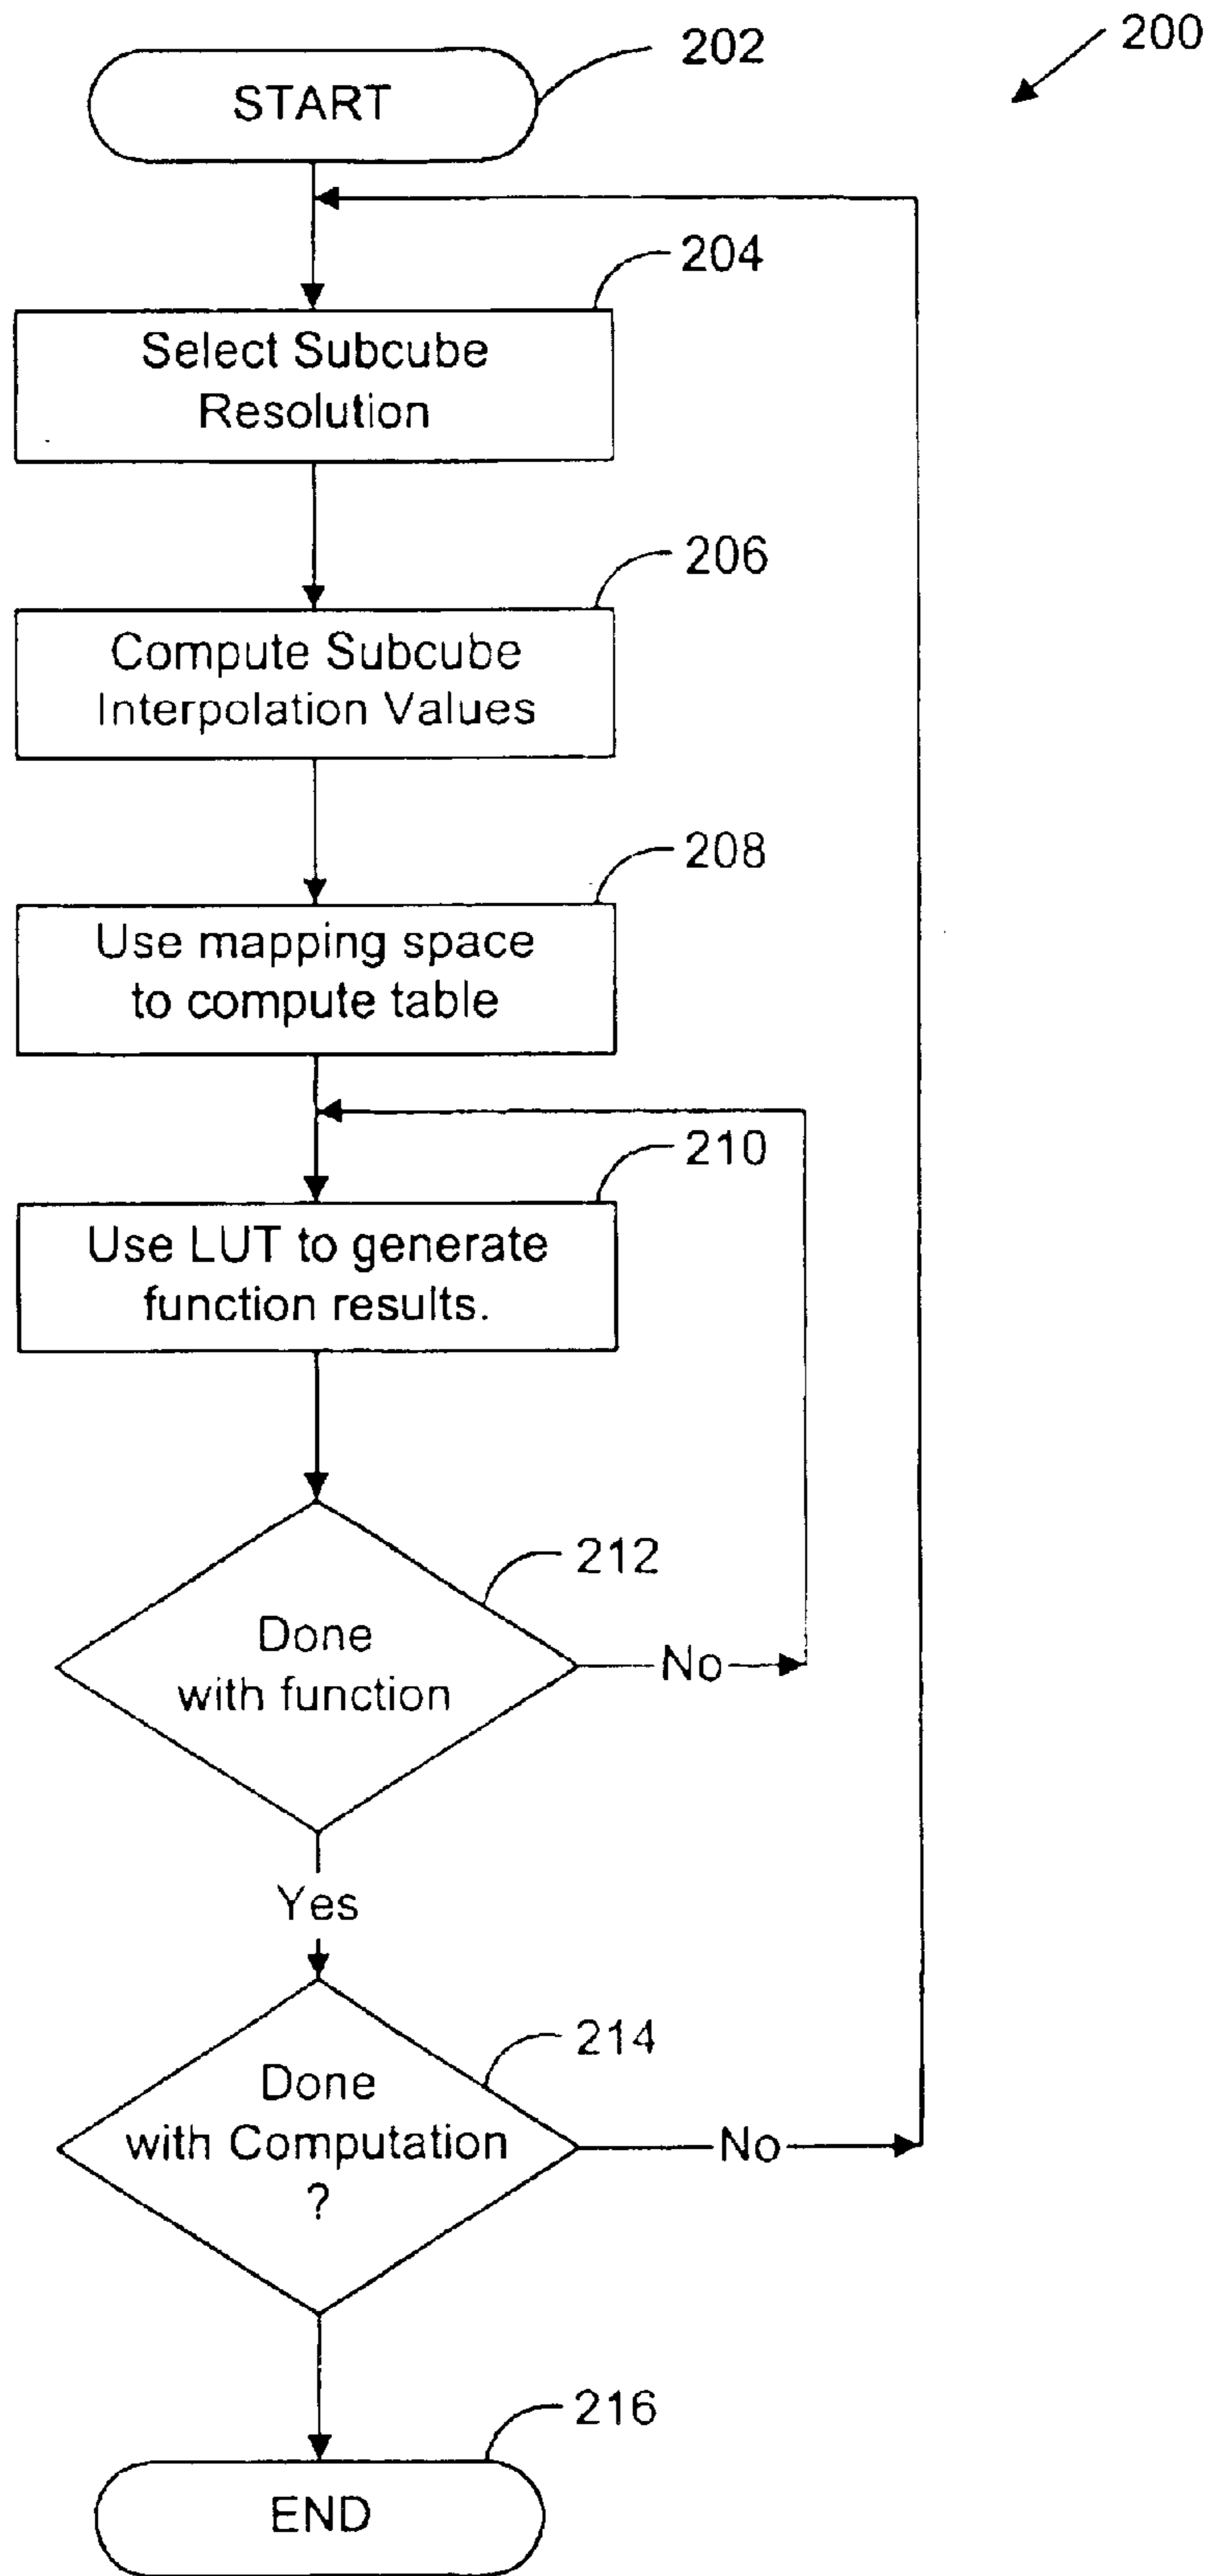 200
202
START
204
Select Subcube
Resolution
206
Compute Subcube
Interpolation Values
208
Use mapping space
to compute table
210
Use LUT to generate
function results.
212
Done
with function
No
Yes
214
Done
with Computation
?
No
216
END